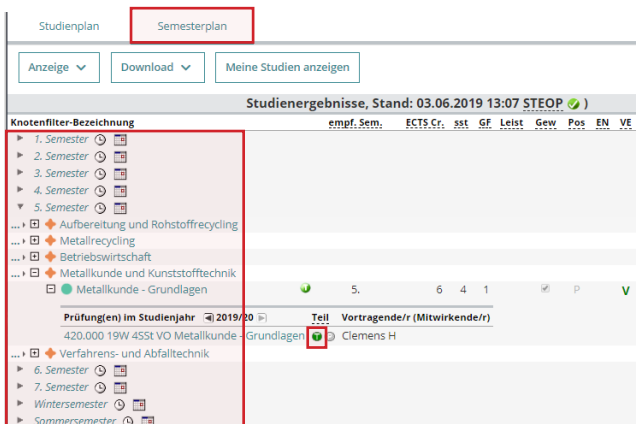 Studienplan Semesterplan
Anzeige Download Meine Studien anzeigen
Studienergebnisse, Stand: 03.06.2019 13:07 STEOP )
Knotenfilter-Bezeichnung empf. Sem. ECTS Cr. sst GF Leist Gew Pos EN VE
1. Semester
2. Semester
3. Semester
4. Semester
5. Semester
... Aufbereitung und Rohstoffrecycling
... Metallrecycling
... Betriebswirtschaft
... Metallkunde und Kunststofftechnik
Metallkunde - Grundlagen 5. 6 4 1 P V
Prüfung(en) im Studienjahr 2019/20 Teil Vortragende/r (Mitwirkende/r)
420.000 19W 4SSt VO Metallkunde - Grundlagen T Clemens H
... Verfahrens- und Abfalltechnik
6. Semester
7. Semester
Wintersemester
Sommersemester